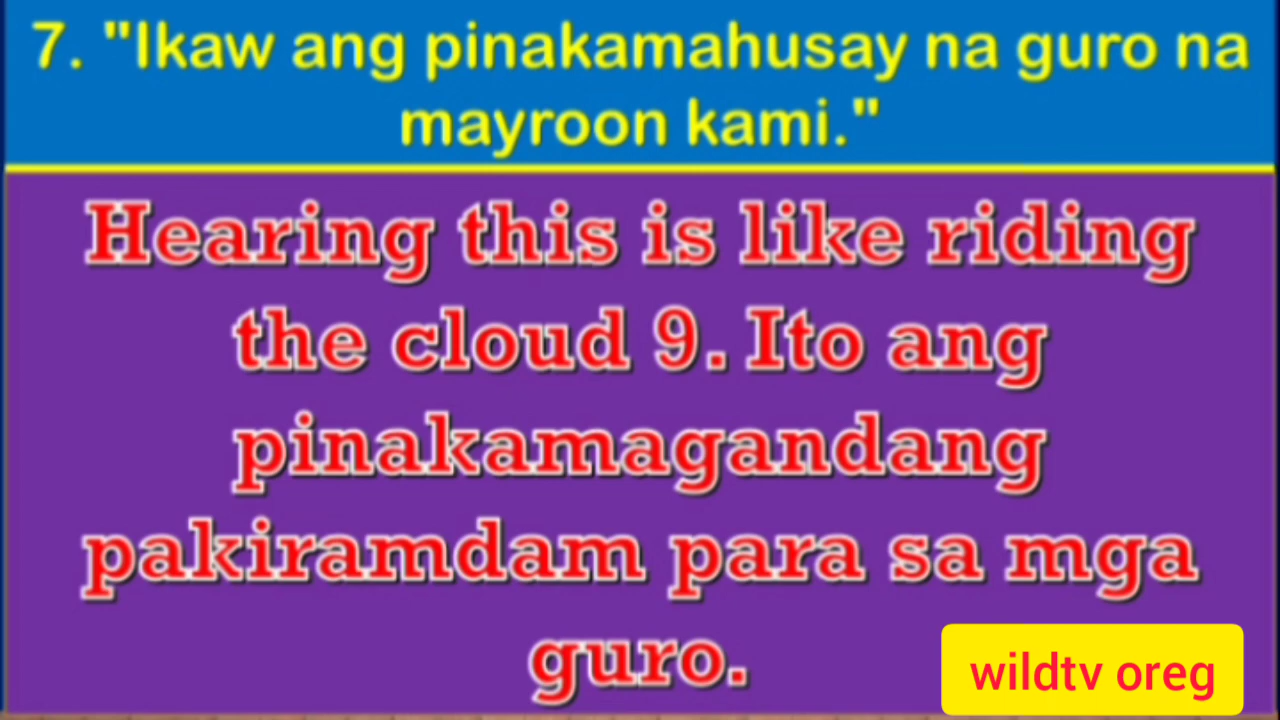 7. "Ikaw ang pinakamahusay na guro na
mayroon kami."
Hearing this is like riding
the cloud 9. Ito ang
pinakamagandang
pakiramdam para sa mga
guro.
wildtv oreg